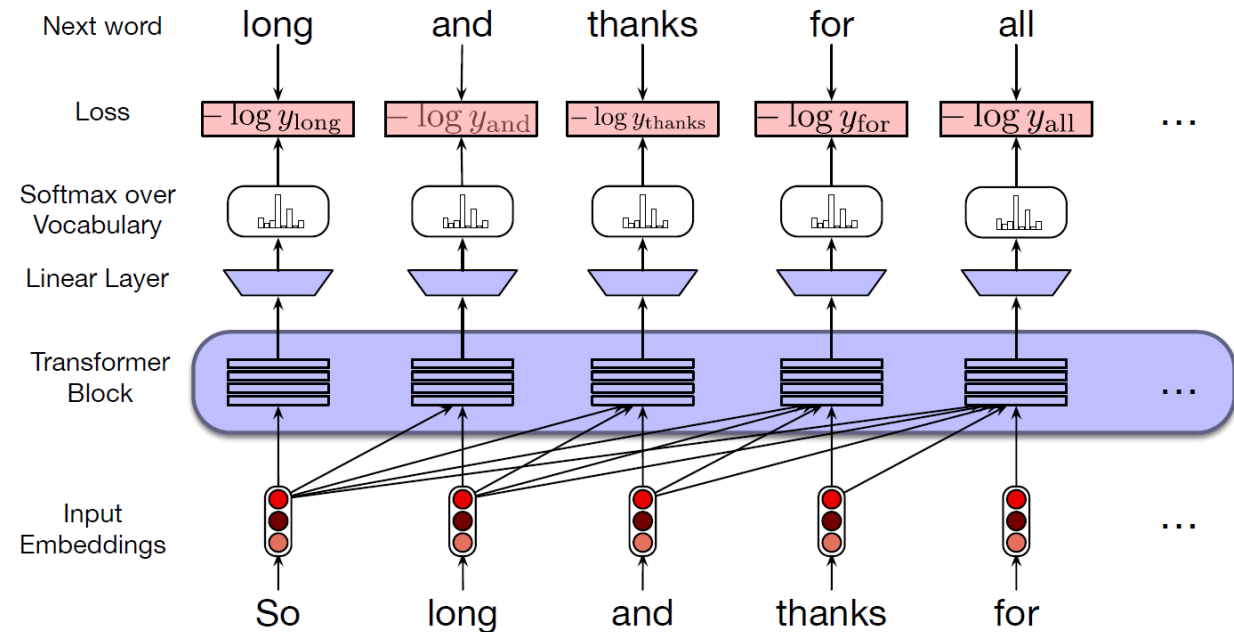 Next word long and thanks for all
Loss − log y_long − log y_and − log y_thanks − log y_for − log y_all ...
Softmax over
Vocabulary
Linear Layer
Transformer
Block ...
Input
Embeddings ...
So long and thanks for